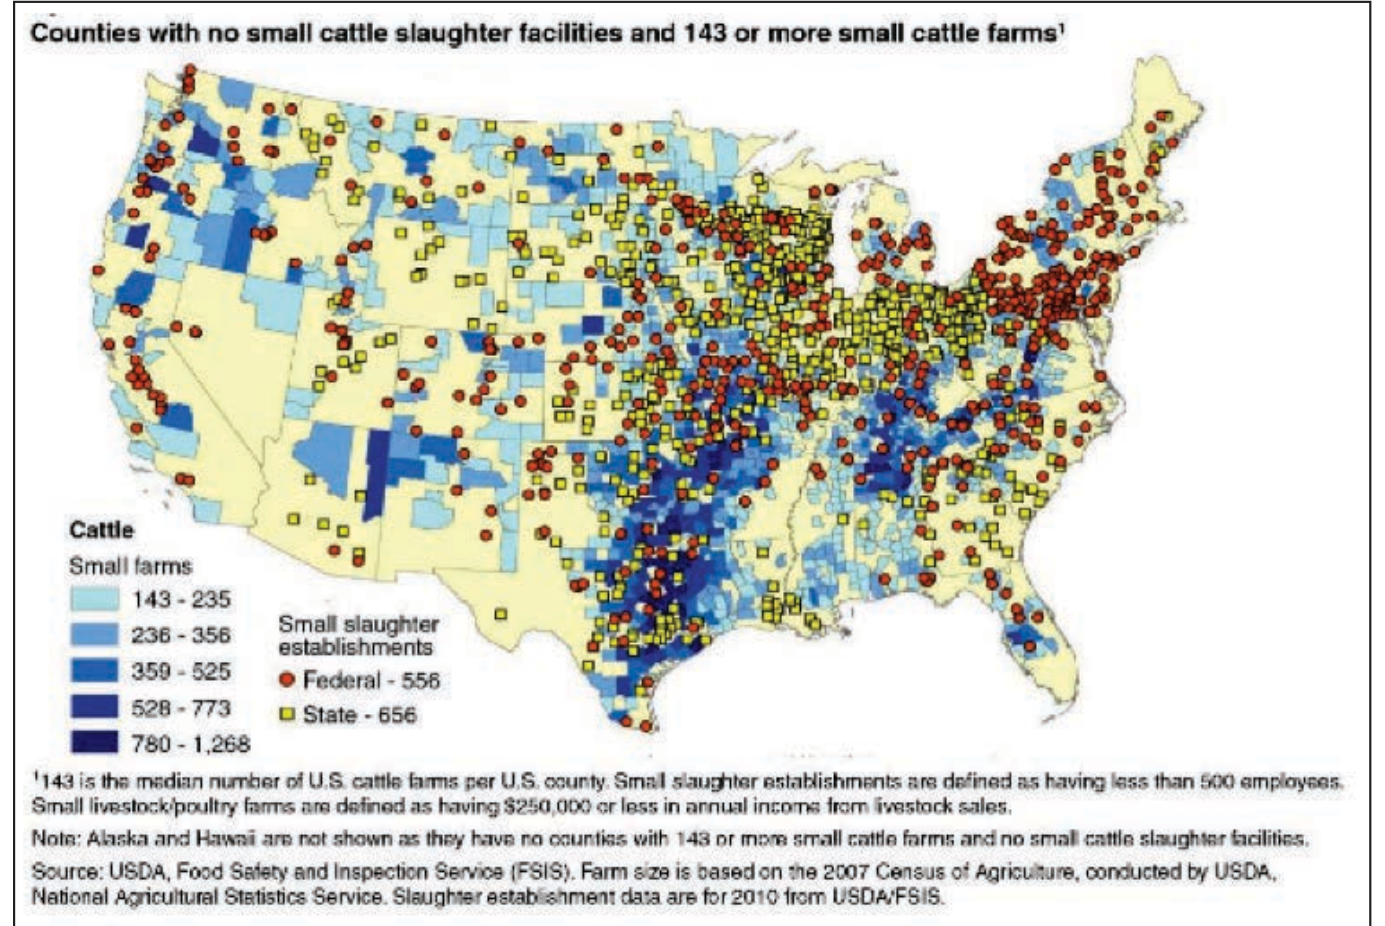 Counties with no small cattle slaughter facilities and 143 or more small cattle farms¹
Cattle
Small farms
143 - 235
236 - 356
359 - 525
528 - 773
780 - 1,268
Small slaughter
establishments
Federal - 556
State - 656
¹143 is the median number of U.S. cattle farms per U.S. county. Small slaughter establishments are defined as having less than 500 employees.
Small livestock/poultry farms are defined as having $250,000 or less in annual income from livestock sales.
Note: Alaska and Hawaii are not shown as they have no counties with 143 or more small cattle farms and no small cattle slaughter facilities.
Source: USDA, Food Safety and Inspection Service (FSIS). Farm size is based on the 2007 Census of Agriculture, conducted by USDA,
National Agricultural Statistics Service. Slaughter establishment data are for 2010 from USDA/FSIS.